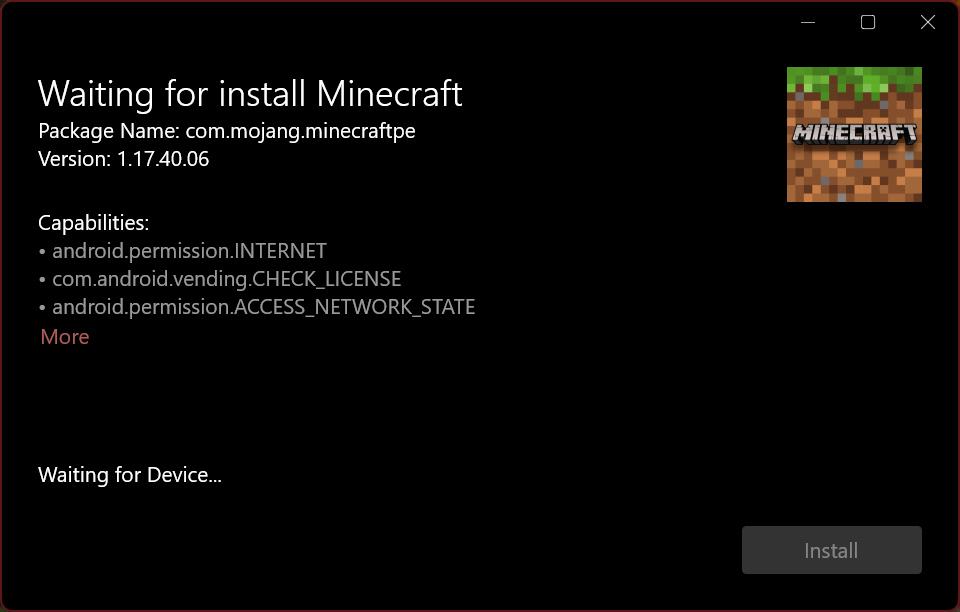 Waiting for install Minecraft
Package Name: com.mojang.minecraftpe
Version: 1.17.40.06
MINECRAFT
Capabilities:
• android.permission.INTERNET
• com.android.vending.CHECK_LICENSE
• android.permission.ACCESS_NETWORK_STATE
More
Waiting for Device...
Install